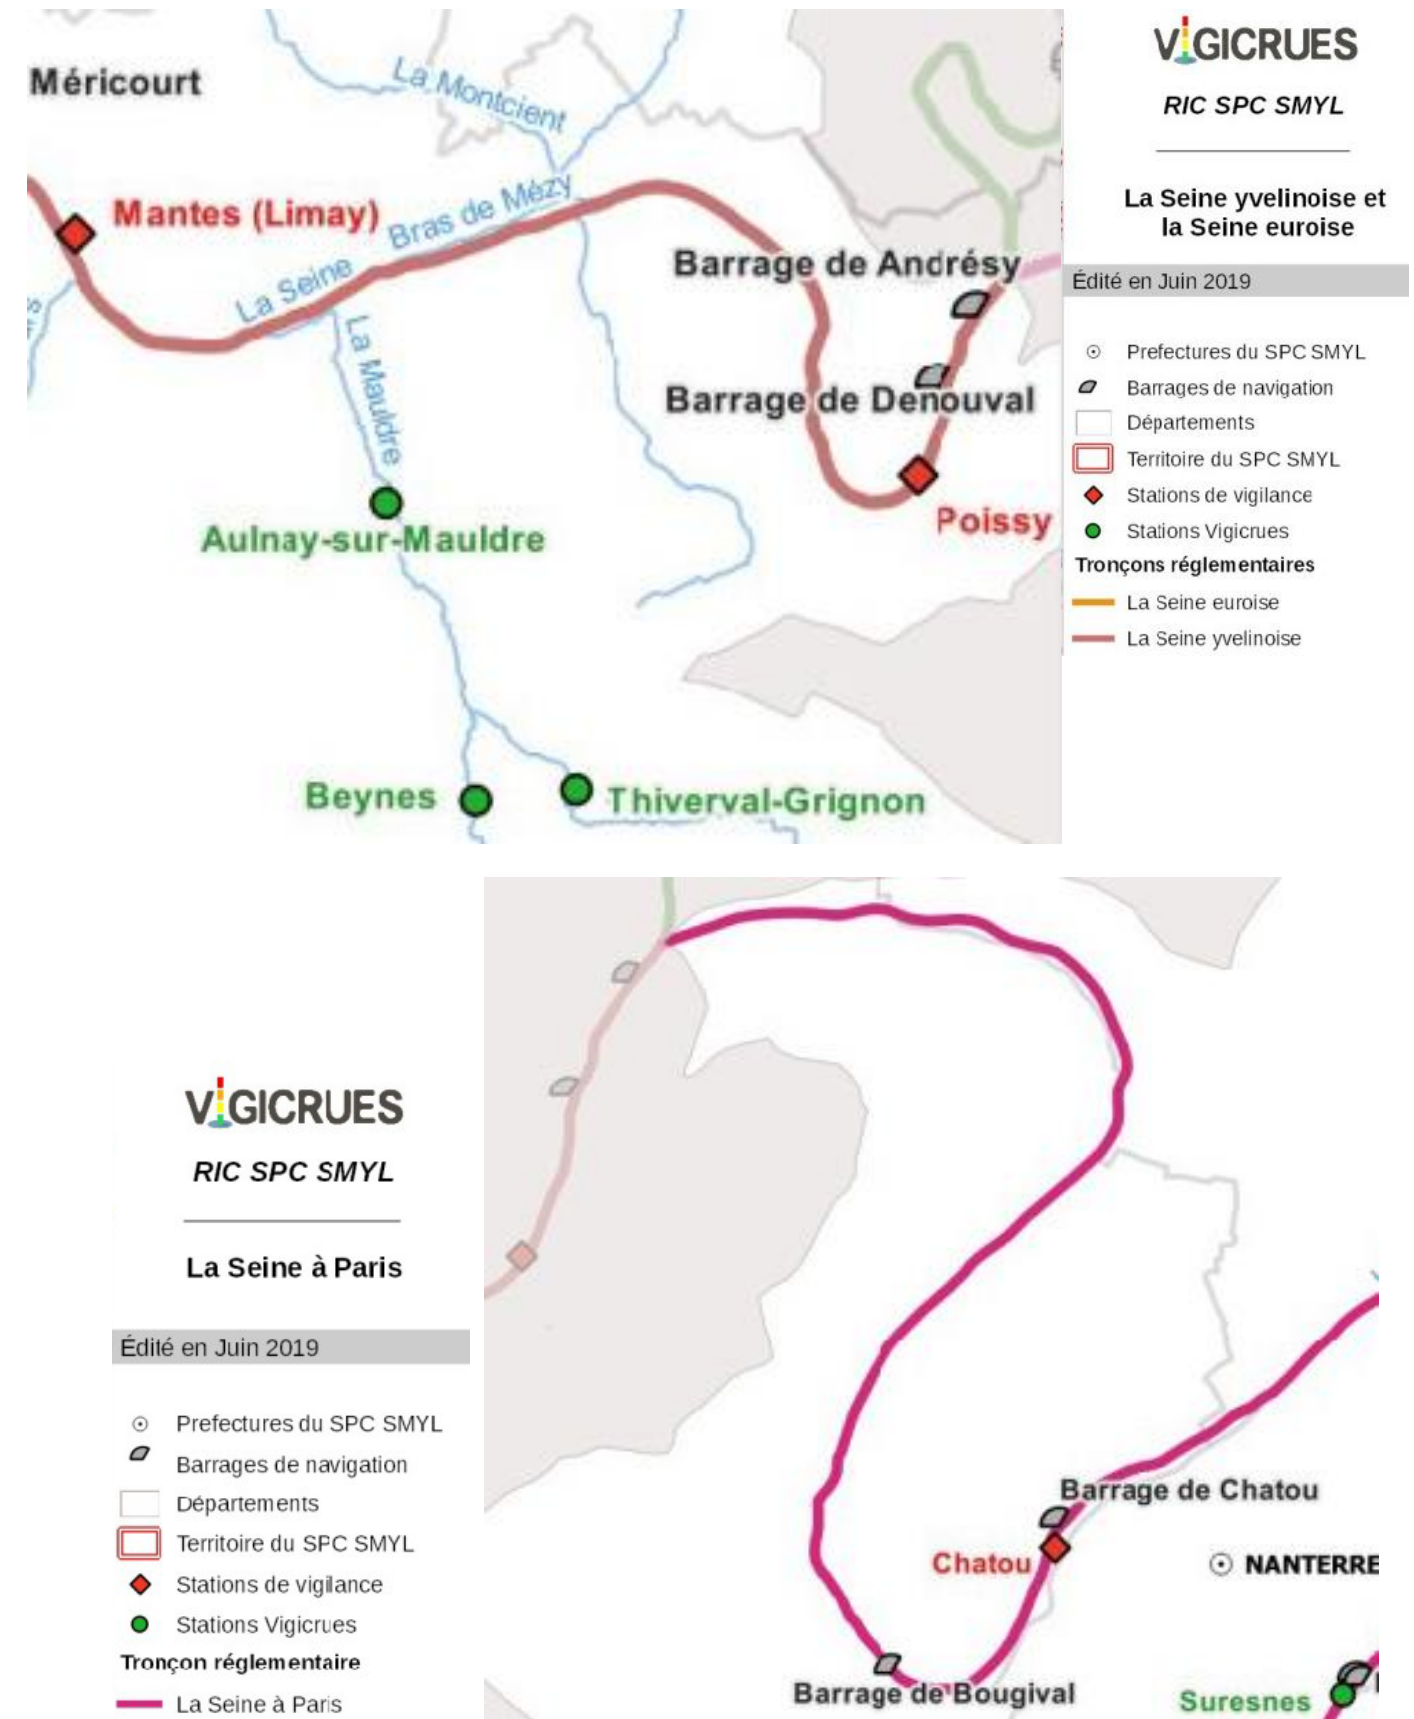 Méricourt
La Montcient
Mantes (Limay)
Bras de Mézy
La Seine
La Mauldre
Barrage de Andrésy
Barrage de Denouval
Poissy
Aulnay-sur-Mauldre
Beynes
Thiverval-Grignon
VIGICRUES
RIC SPC SMYL
La Seine yvelinoise et
la Seine euroise
Édité en Juin 2019
Prefectures du SPC SMYL
Barrages de navigation
Départements
Territoire du SPC SMYL
Stations de vigilance
Stations Vigicrues
Tronçons réglementaires
La Seine euroise
La Seine yvelinoise
VIGICRUES
RIC SPC SMYL
La Seine à Paris
Édité en Juin 2019
Prefectures du SPC SMYL
Barrages de navigation
Départements
Territoire du SPC SMYL
Stations de vigilance
Stations Vigicrues
Tronçon réglementaire
La Seine à Paris
Barrage de Chatou
Chatou
NANTERRE
Barrage de Bougival
Suresnes